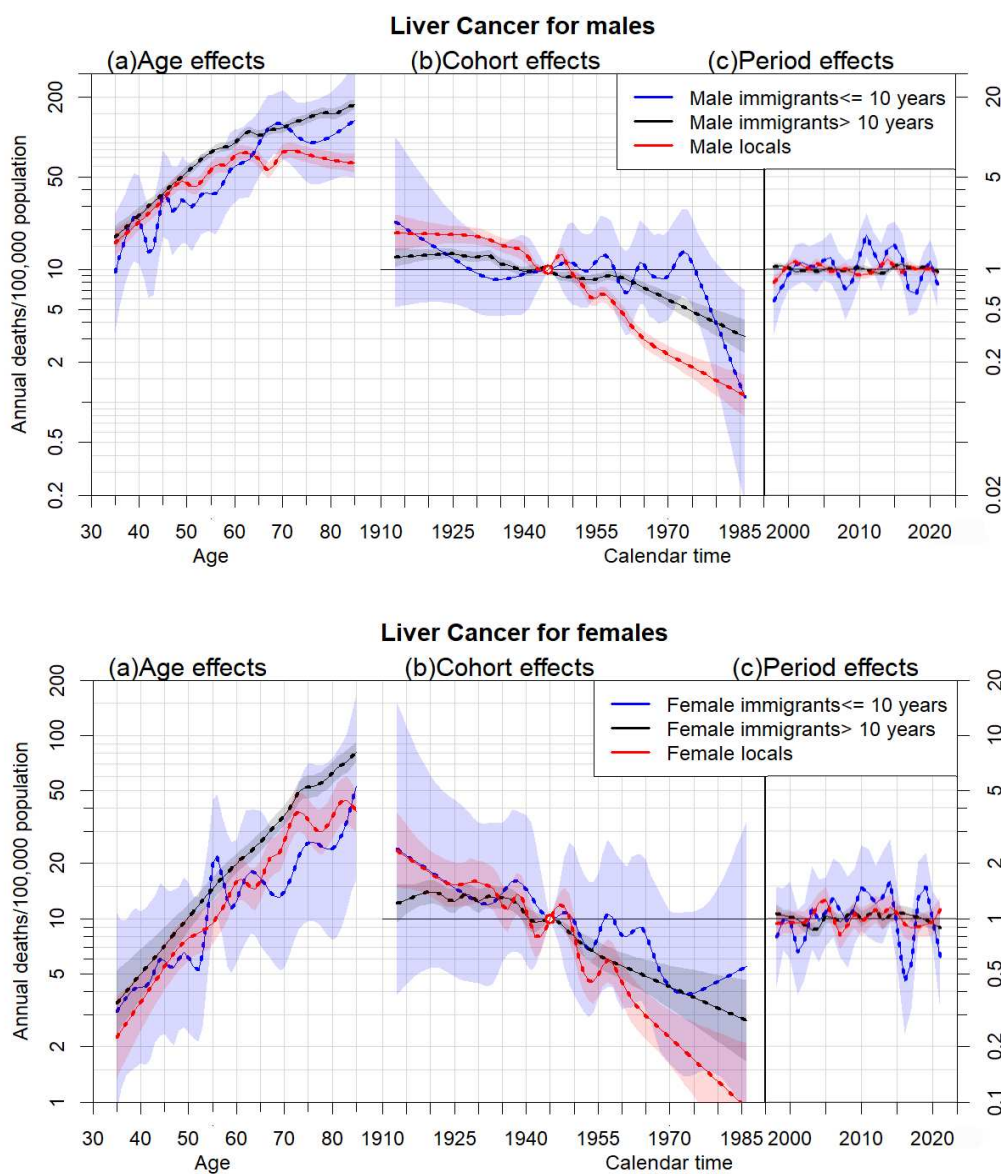 Liver Cancer for males
(a)Age effects (b)Cohort effects (c)Period effects
Male immigrants<= 10 years
Male immigrants> 10 years
Male locals
Annual deaths/100,000 population
200
50
10
5
2
0.5
0.2
20
5
1
0.5
0.2
0.02
30 40 50 60 70 1910 1925 1940 1955 1970 1985 2000 2010 2020
Age Calendar time
Liver Cancer for females
(a)Age effects (b)Cohort effects (c)Period effects
Female immigrants<= 10 years
Female immigrants> 10 years
Female locals
Annual deaths/100,000 population
200
100
50
20
10
5
2
1
20
10
5
2
1
0.5
0.2
0.1
30 40 50 60 70 80 1910 1925 1940 1955 1970 1985 2000 2010 2020
Age Calendar time